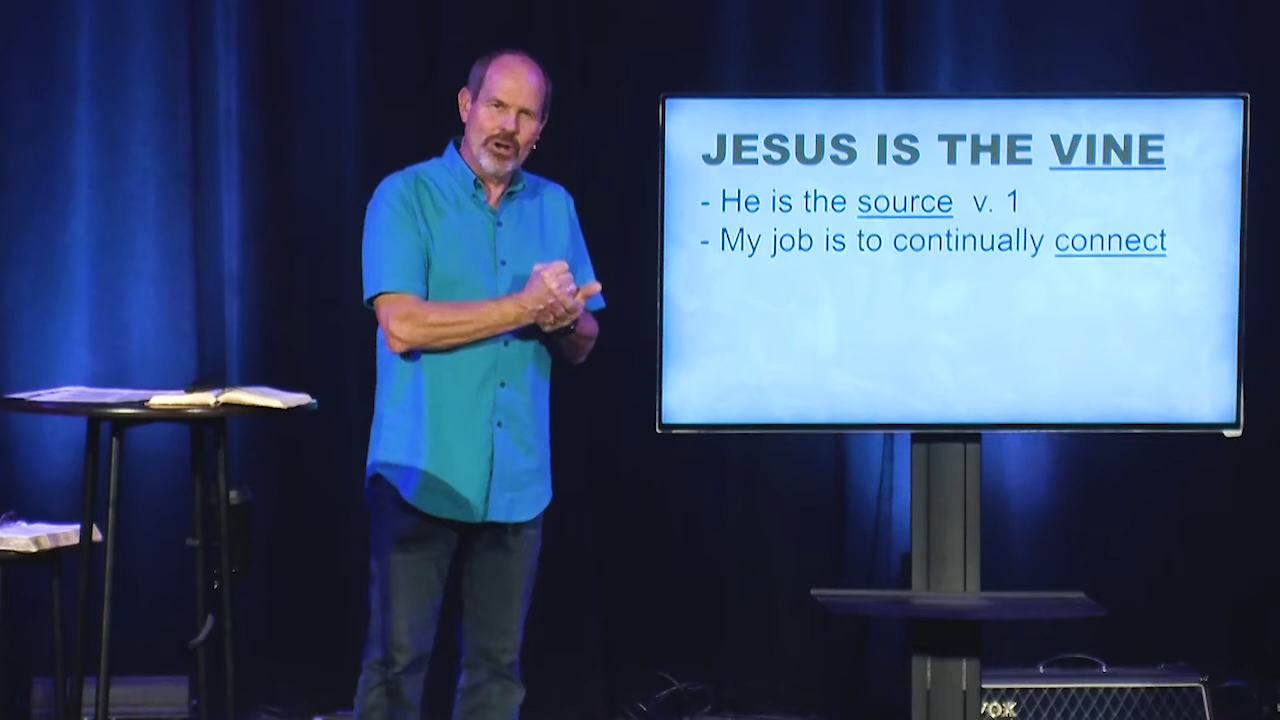 JESUS IS THE VINE
- He is the source v. 1
- My job is to continually connect
VOX